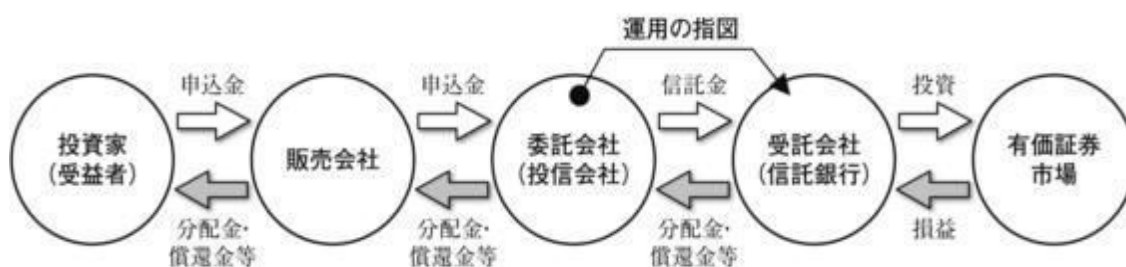 運用の指図
申込金
申込金
信託金
投資
投資家
(受益者)
販売会社
委託会社
(投信会社)
受託会社
(信託銀行)
有価証券
市場
分配金・
償還金等
分配金・
償還金等
分配金・
償還金等
損益